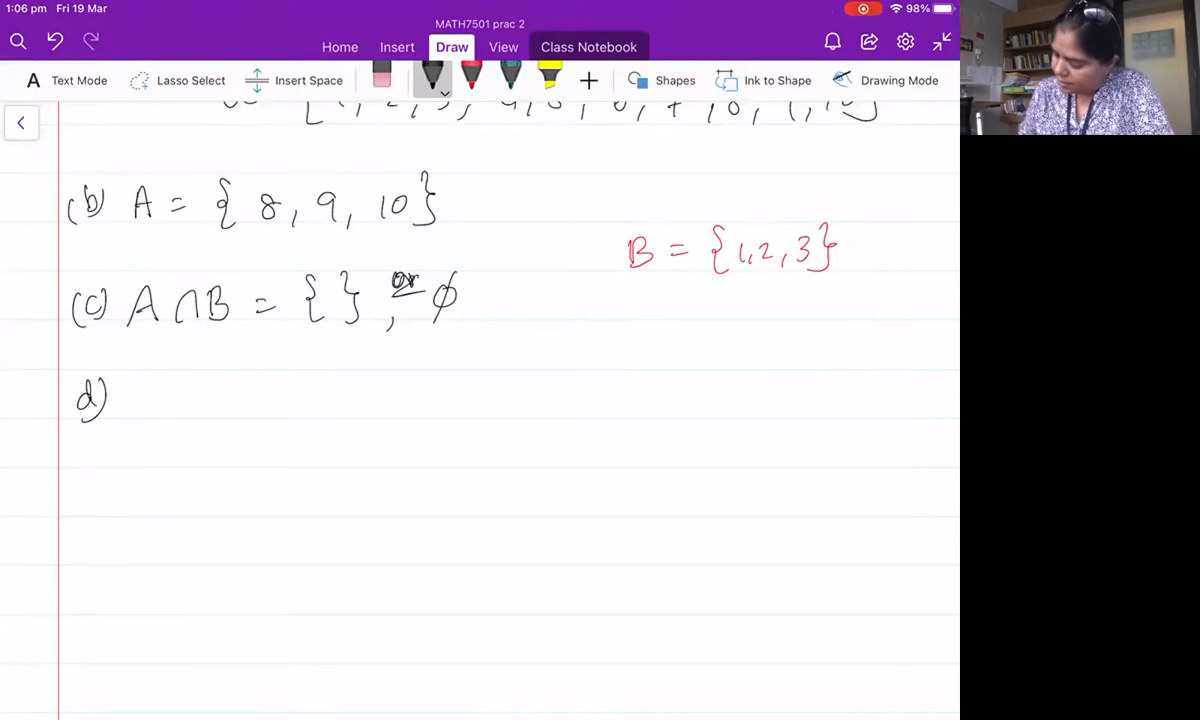 1:06 pm Fri 19 Mar
98%
MATH7501 prac 2
Home Insert Draw View Class Notebook
A Text Mode Lasso Select Insert Space Shapes Ink to Shape Drawing Mode
(b) A = { 8, 9, 10 }
B = {1, 2, 3}
(c) A ∩ B = { } , or ϕ
d)